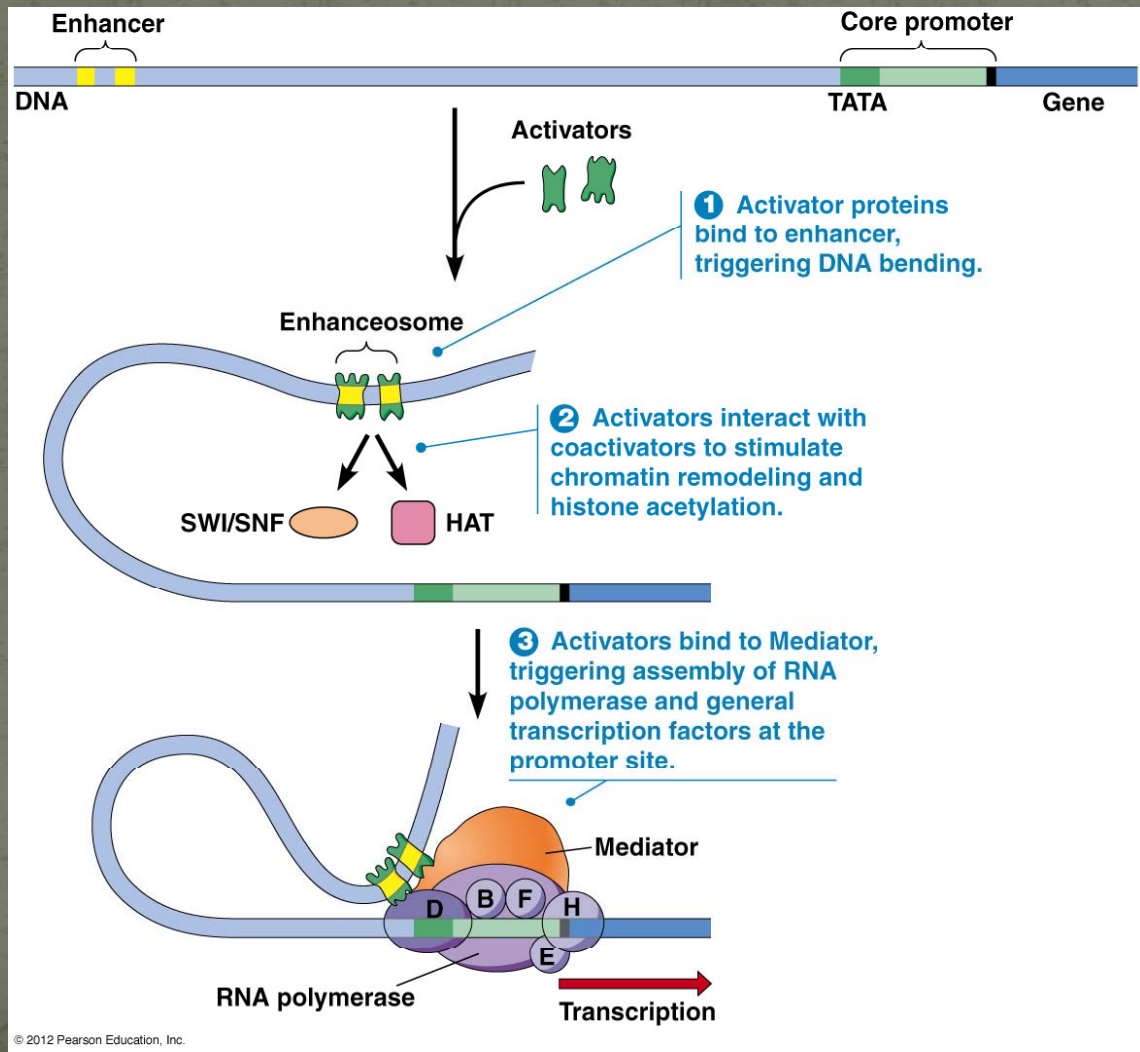 Enhancer
Core promoter
DNA
TATA
Gene
Activators
1 Activator proteins
bind to enhancer,
triggering DNA bending.
Enhanceosome
2 Activators interact with
coactivators to stimulate
chromatin remodeling and
histone acetylation.
SWI/SNF
HAT
3 Activators bind to Mediator,
triggering assembly of RNA
polymerase and general
transcription factors at the
promoter site.
Mediator
D
B
F
H
E
RNA polymerase
Transcription
© 2012 Pearson Education, Inc.